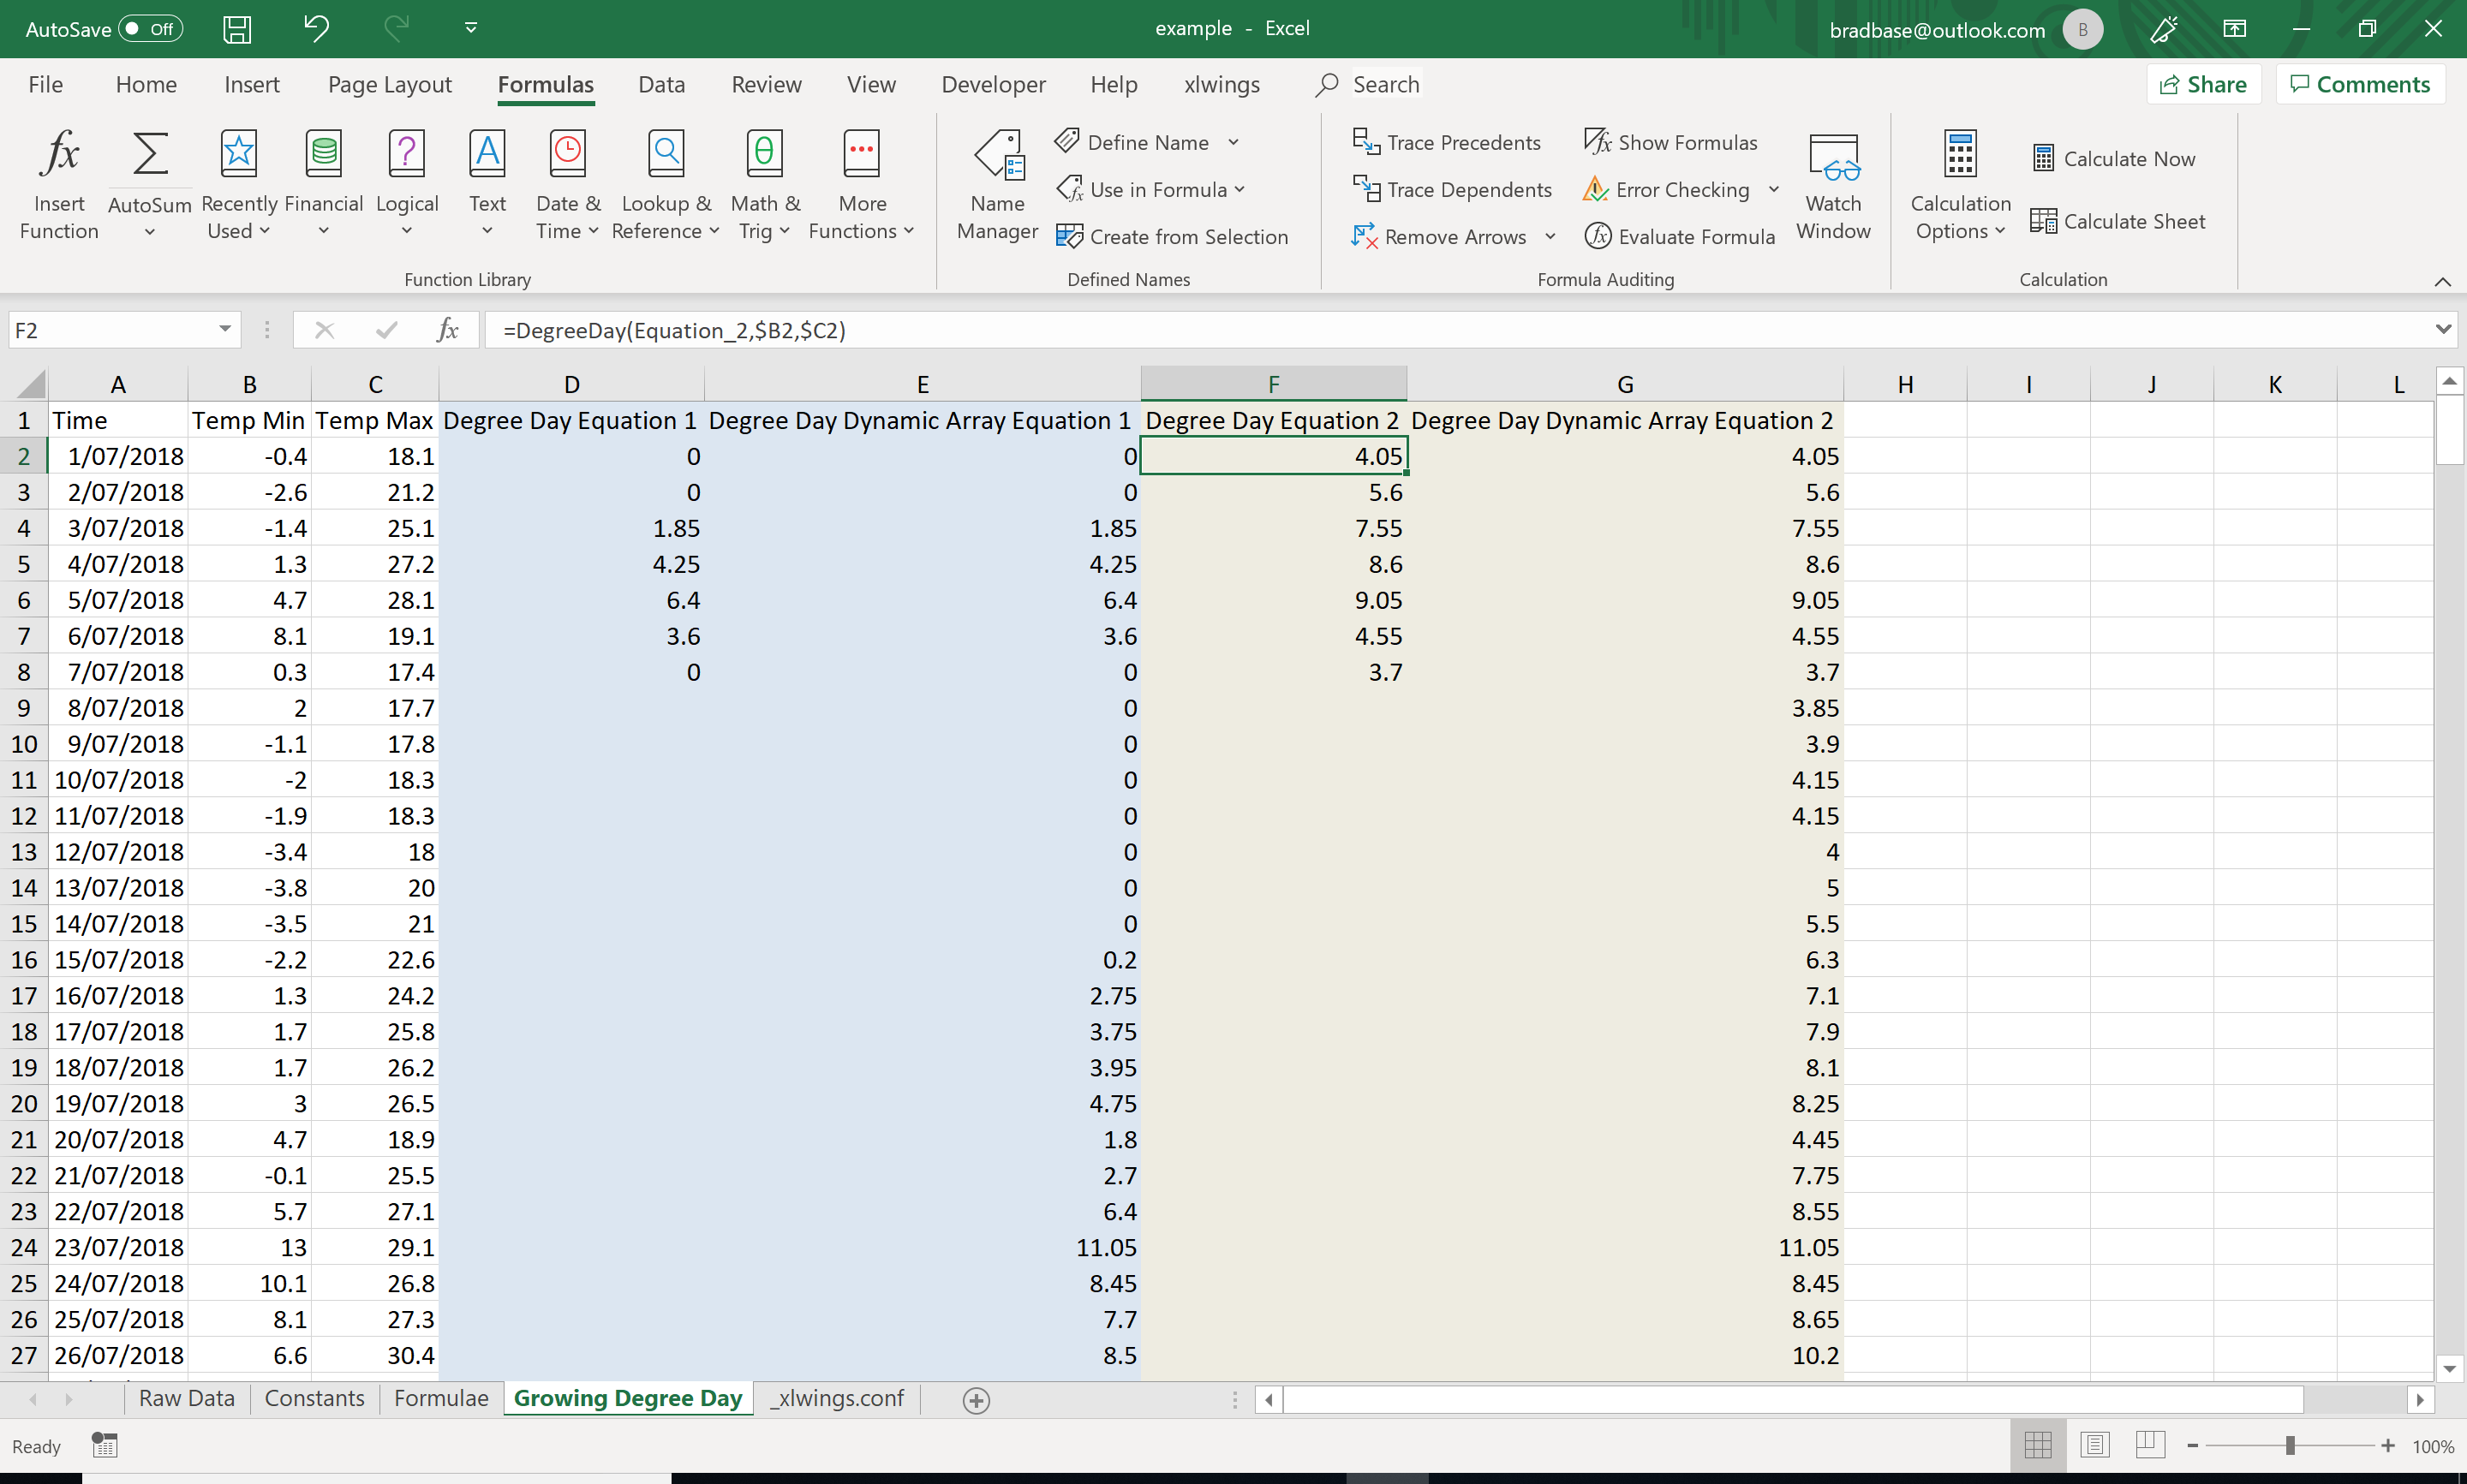 AutoSave Off example - Excel bradbase@outlook.com B
File Home Insert Page Layout Formulas Data Review View Developer Help xlwings Search Share Comments
Insert Function
AutoSum
Recently Used
Financial
Logical
Text
Date & Time
Lookup & Reference
Math & Trig
More Functions
Function Library
Name Manager
Define Name
Use in Formula
Create from Selection
Defined Names
Trace Precedents
Trace Dependents
Remove Arrows
Show Formulas
Error Checking
Evaluate Formula
Watch Window
Formula Auditing
Calculation Options
Calculate Now
Calculate Sheet
Calculation
F2 fx =DegreeDay(Equation_2,$B2,$C2)
A B C D E F G H I J K L
1 Time Temp Min Temp Max Degree Day Equation 1 Degree Day Dynamic Array Equation 1 Degree Day Equation 2 Degree Day Dynamic Array Equation 2
2 1/07/2018 -0.4 18.1 0 0 4.05 4.05
3 2/07/2018 -2.6 21.2 0 0 5.6 5.6
4 3/07/2018 -1.4 25.1 1.85 1.85 7.55 7.55
5 4/07/2018 1.3 27.2 4.25 4.25 8.6 8.6
6 5/07/2018 4.7 28.1 6.4 6.4 9.05 9.05
7 6/07/2018 8.1 19.1 3.6 3.6 4.55 4.55
8 7/07/2018 0.3 17.4 0 0 3.7 3.7
9 8/07/2018 2 17.7 0 3.85
10 9/07/2018 -1.1 17.8 0 3.9
11 10/07/2018 -2 18.3 0 4.15
12 11/07/2018 -1.9 18.3 0 4.15
13 12/07/2018 -3.4 18 0 4
14 13/07/2018 -3.8 20 0 5
15 14/07/2018 -3.5 21 0 5.5
16 15/07/2018 -2.2 22.6 0.2 6.3
17 16/07/2018 1.3 24.2 2.75 7.1
18 17/07/2018 1.7 25.8 3.75 7.9
19 18/07/2018 1.7 26.2 3.95 8.1
20 19/07/2018 3 26.5 4.75 8.25
21 20/07/2018 4.7 18.9 1.8 4.45
22 21/07/2018 -0.1 25.5 2.7 7.75
23 22/07/2018 5.7 27.1 6.4 8.55
24 23/07/2018 13 29.1 11.05 11.05
25 24/07/2018 10.1 26.8 8.45 8.45
26 25/07/2018 8.1 27.3 7.7 8.65
27 26/07/2018 6.6 30.4 8.5 10.2
Raw Data Constants Formulae Growing Degree Day _xlwings.conf
Ready 100%